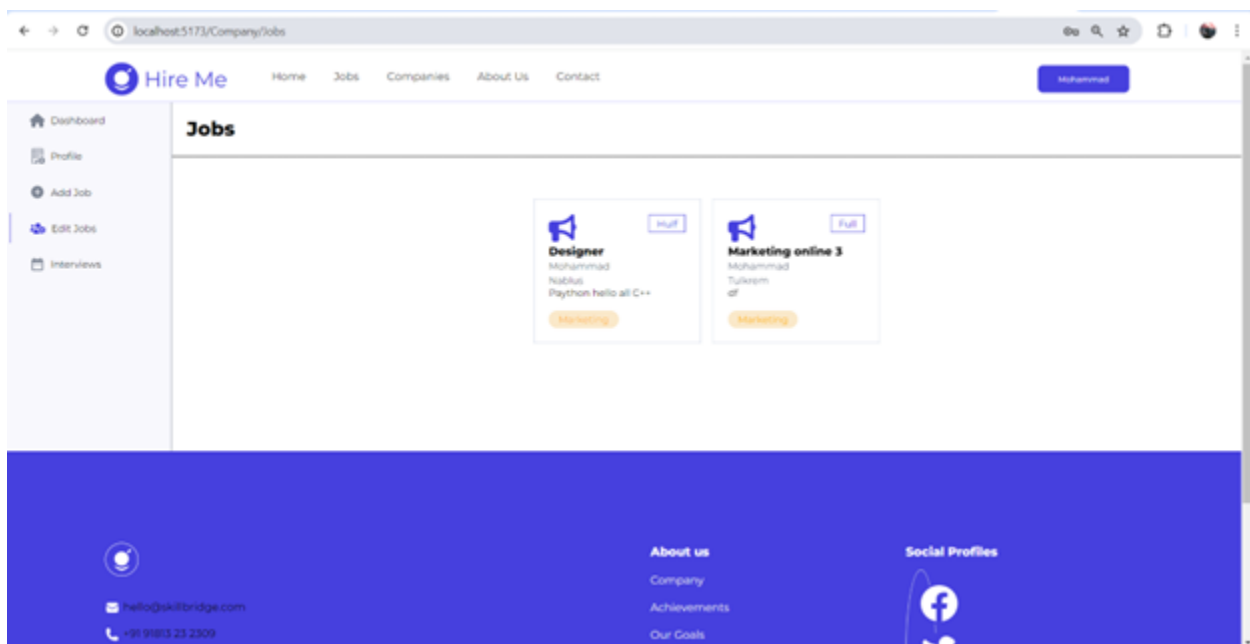 localhost:5173/Company/Jobs
Hire Me
Home Jobs Companies About Us Contact
Mohammad
Dashboard
Profile
Add Job
Edit Jobs
Interviews
Jobs
Hulf
Designer
Mohammad
Nablus
Paython hello all C++
Marketing
Full
Marketing online 3
Mohammad
Tulkrem
df
Marketing
hello@skillbridge.com
+91 91813 23 2309
About us
Company
Achievements
Our Goals
Social Profiles